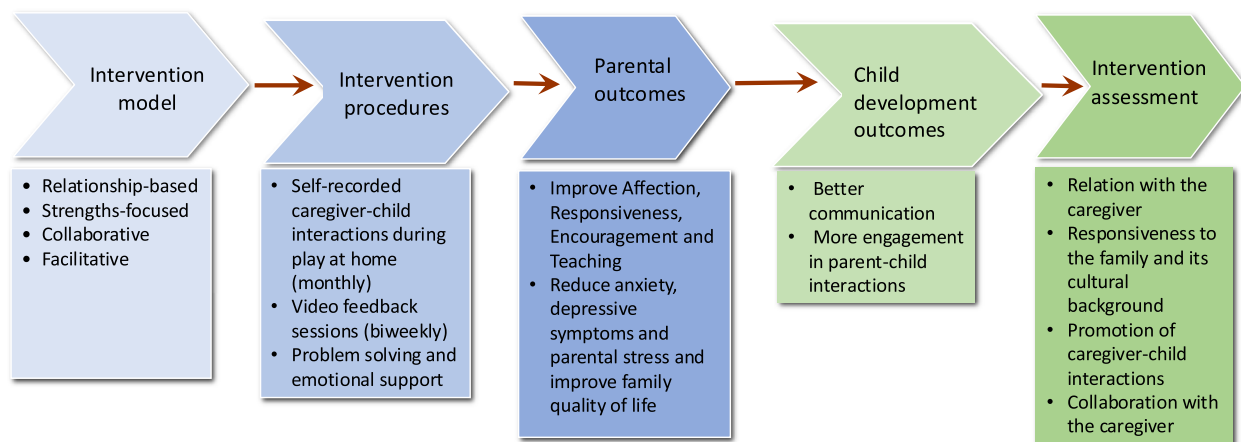 Intervention
model
Relationship-based
Strengths-focused
Collaborative
Facilitative
Intervention
procedures
Self-recorded
caregiver-child
interactions during
play at home
(monthly)
Video feedback
sessions (biweekly)
Problem solving and
emotional support
Parental
outcomes
Improve Affection,
Responsiveness,
Encouragement and
Teaching
Reduce anxiety,
depressive
symptoms and
parental stress and
improve family
quality of life
Child
development
outcomes
Better
communication
More engagement
in parent-child
interactions
Intervention
assessment
Relation with the
caregiver
Responsiveness to
the family and its
cultural
background
Promotion of
caregiver-child
interactions
Collaboration with
the caregiver